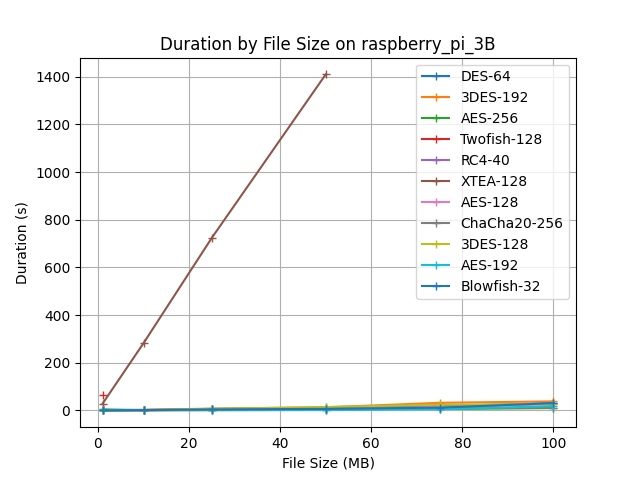 Duration by File Size on raspberry_pi_3B
1400
1200
1000
800
600
400
200
0
Duration (s)
DES-64
3DES-192
AES-256
Twofish-128
RC4-40
XTEA-128
AES-128
ChaCha20-256
3DES-128
AES-192
Blowfish-32
0 20 40 60 80 100
File Size (MB)